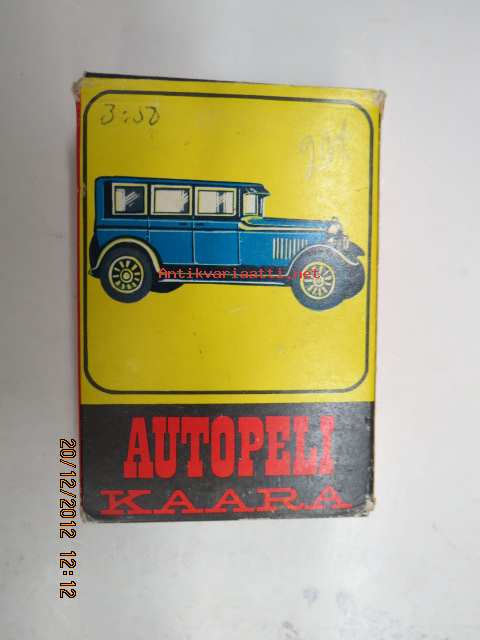 3:50
Antikvariaatti.net
AUTOPELI
KAARA
20/12/2012 12:12